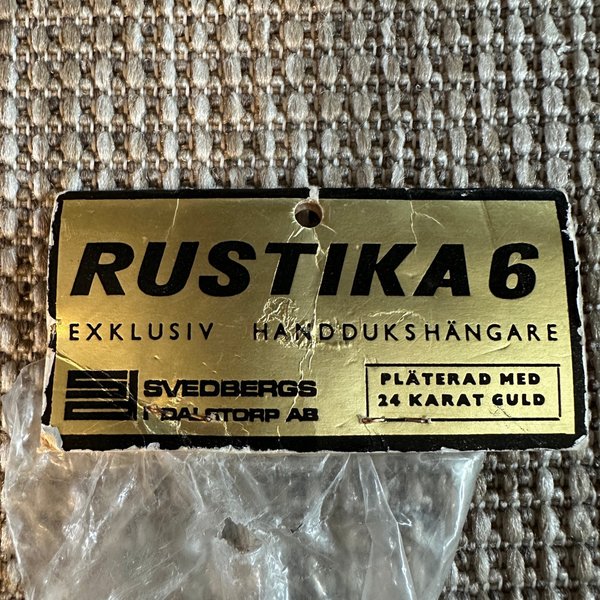 RUSTIKA 6
EXKLUSIV HANDDUKSHÄNGARE
SVEDBERGS
I DALSTORP AB
PLÄTERAD MED
24 KARAT GULD